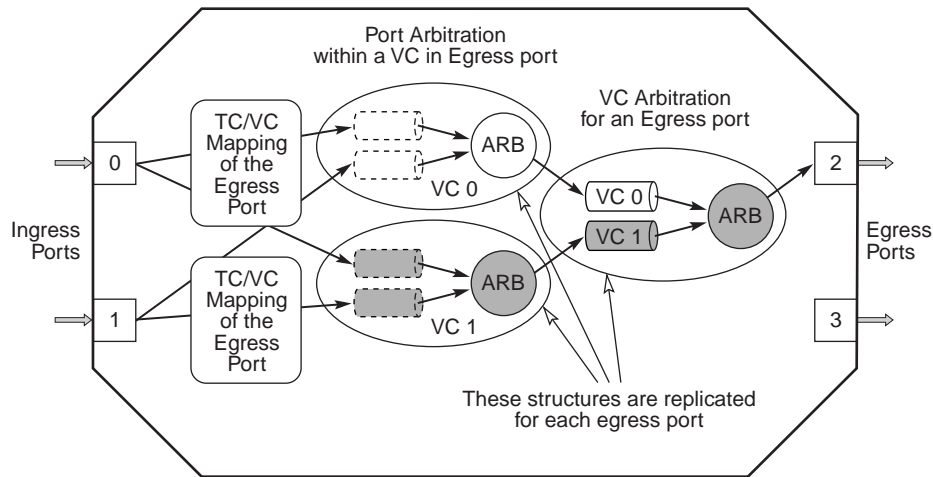 Port Arbitration
within a VC in Egress port
VC Arbitration
for an Egress port
TC/VC
Mapping
of the
Egress
Port
ARB
VC 0
0
2
Ingress
Ports
VC 0
VC 1
ARB
Egress
Ports
TC/VC
Mapping
of the
Egress
Port
ARB
VC 1
1
3
These structures are replicated
for each egress port